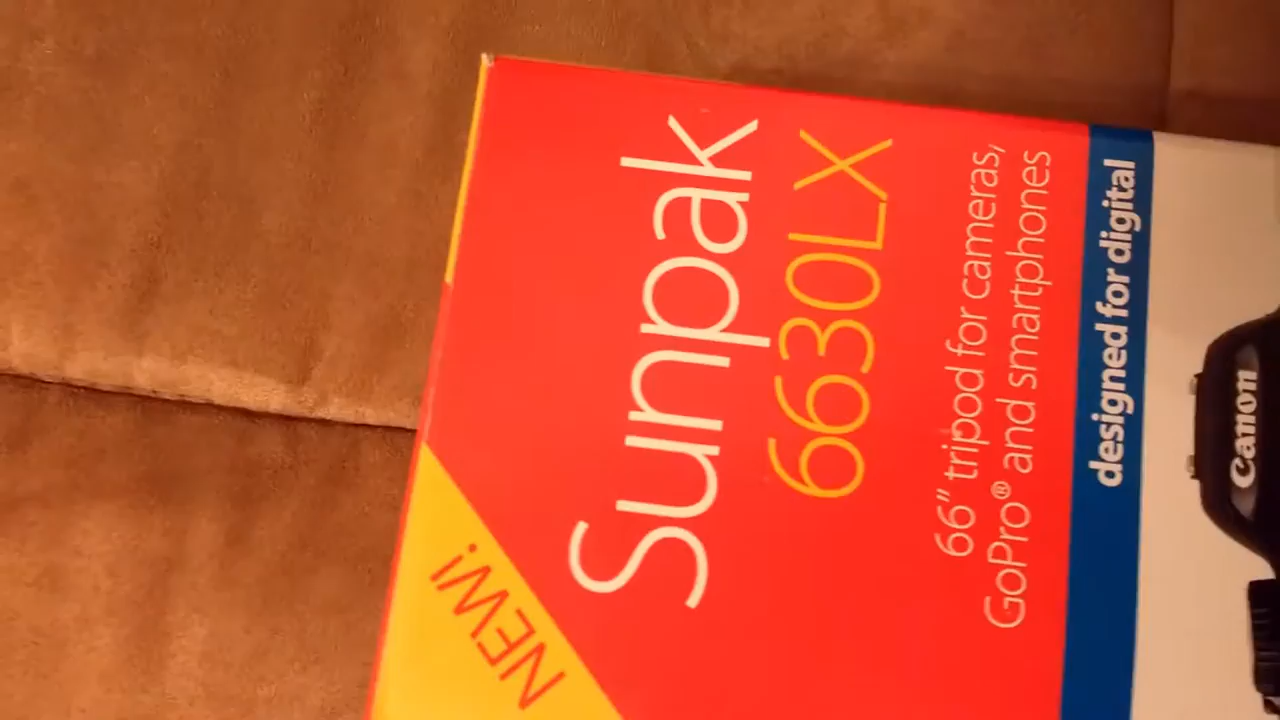 NEW!
Sunpak
6630LX
66" tripod for cameras,
GoPro® and smartphones
designed for digital
Canon